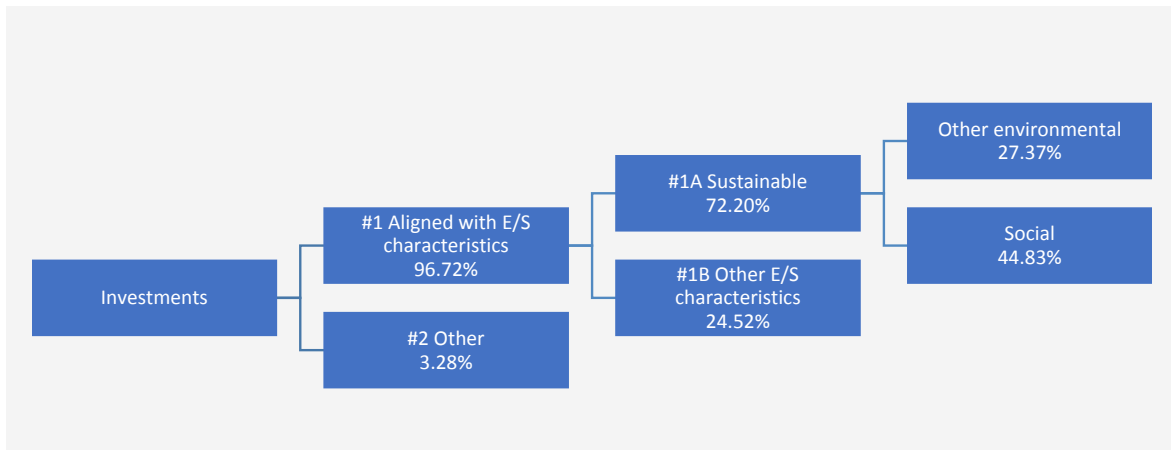 Investments
#1 Aligned with E/S
characteristics
96.72%
#2 Other
3.28%
#1A Sustainable
72.20%
#1B Other E/S
characteristics
24.52%
Other environmental
27.37%
Social
44.83%